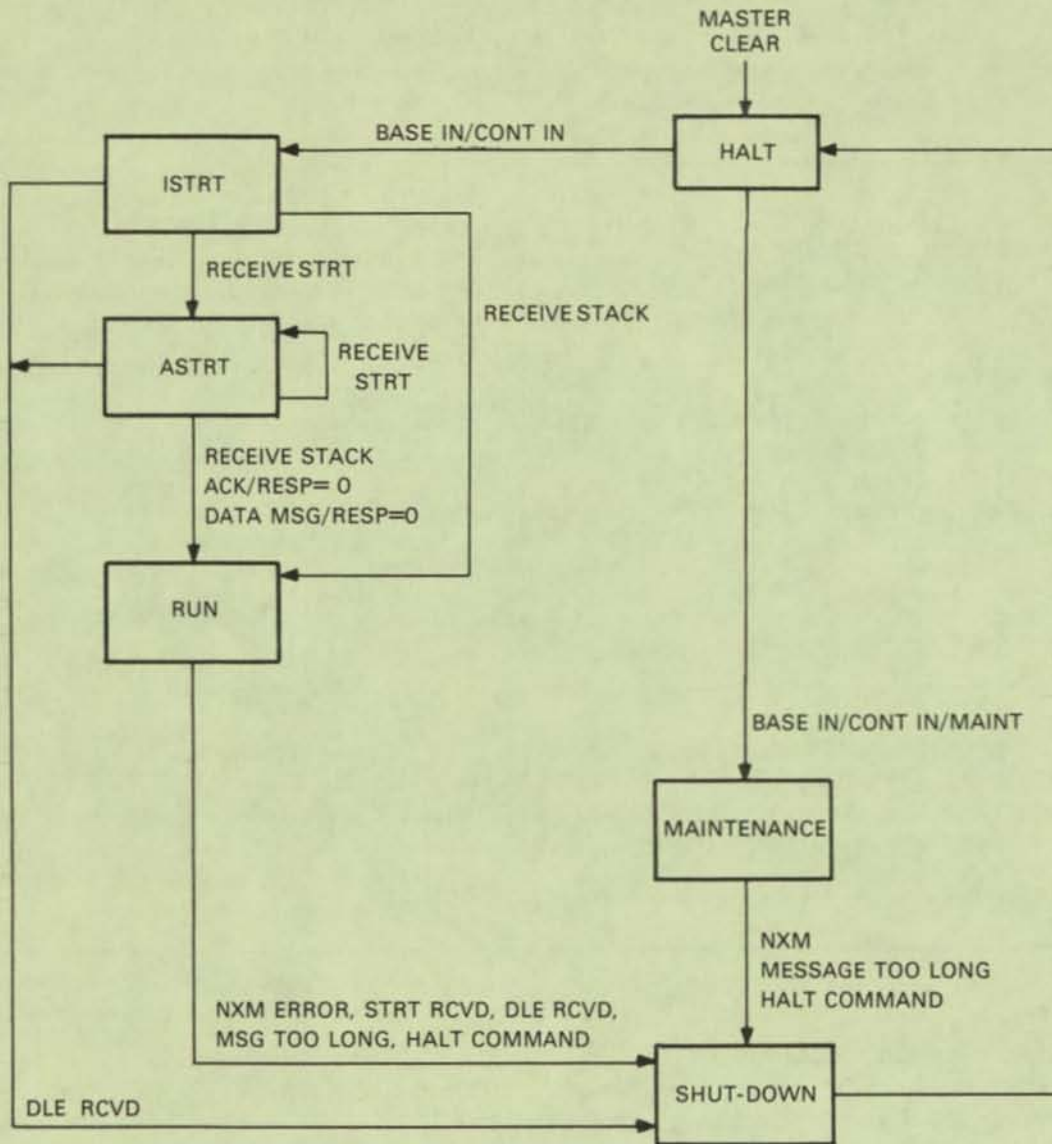 MASTER
CLEAR
BASE IN/CONT IN
HALT
ISTRT
RECEIVE STRT
RECEIVE STACK
ASTRT
RECEIVE
STRT
RECEIVE STACK
ACK/RESP= 0
DATA MSG/RESP=0
RUN
BASE IN/CONT IN/MAINT
MAINTENANCE
NXM
MESSAGE TOO LONG
HALT COMMAND
NXM ERROR, STRT RCVD, DLE RCVD,
MSG TOO LONG, HALT COMMAND
SHUT-DOWN
DLE RCVD